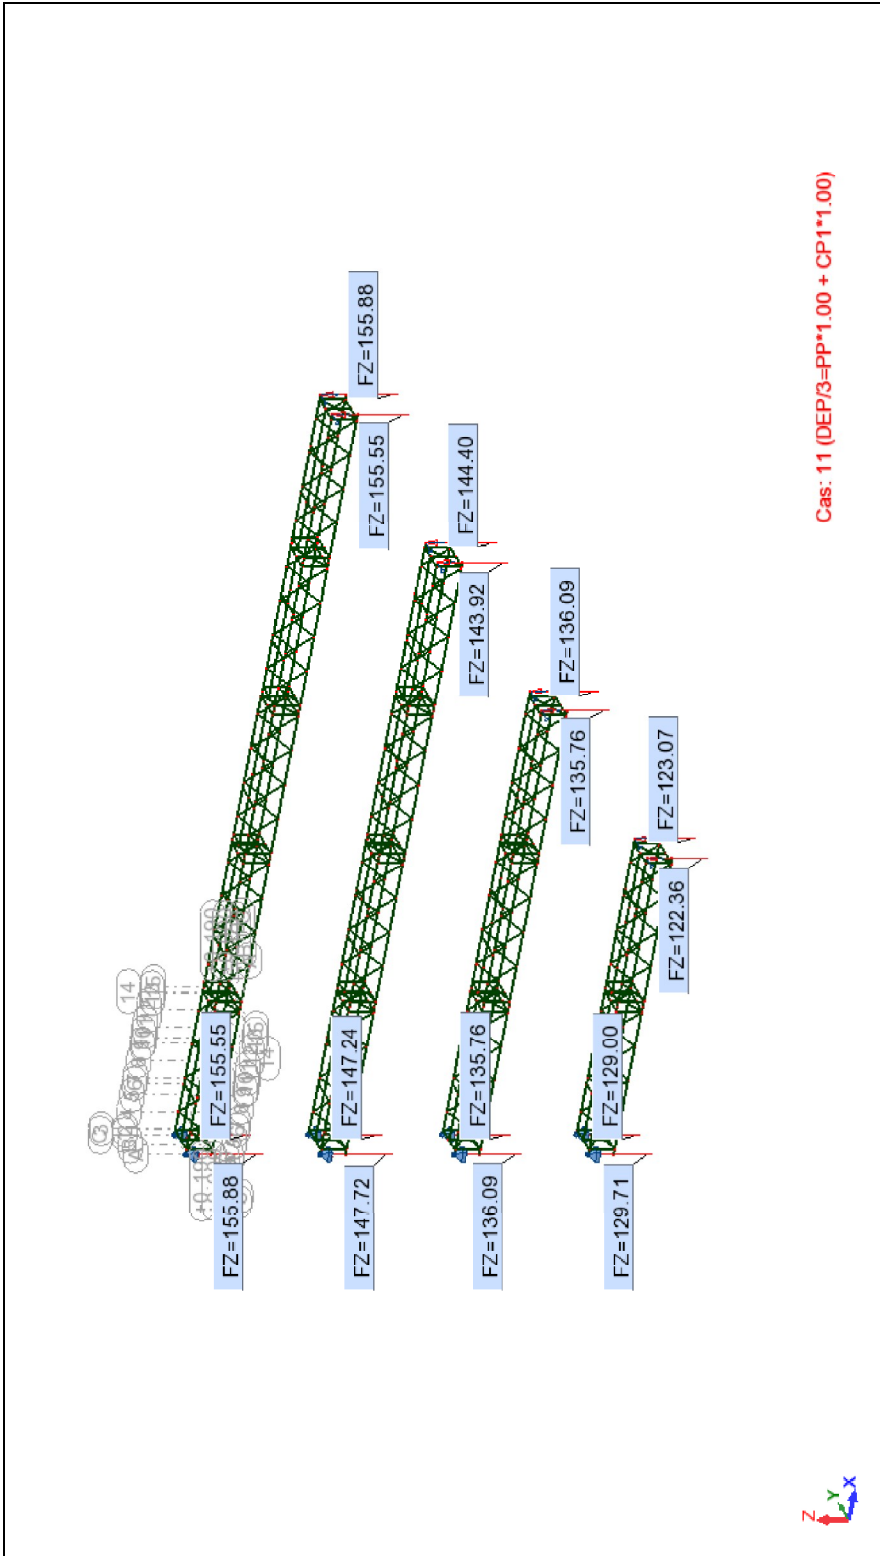 FZ=155.88
FZ=155.55
FZ=144.40
FZ=143.92
FZ=136.09
FZ=135.76
FZ=123.07
FZ=122.36
FZ=155.55
FZ=155.88
FZ=147.24
FZ=147.72
FZ=135.76
FZ=136.09
FZ=129.00
FZ=129.71
14
Cas: 11 (DEP/3=PP*1.00 + CP1*1.00)
Z
Y
X